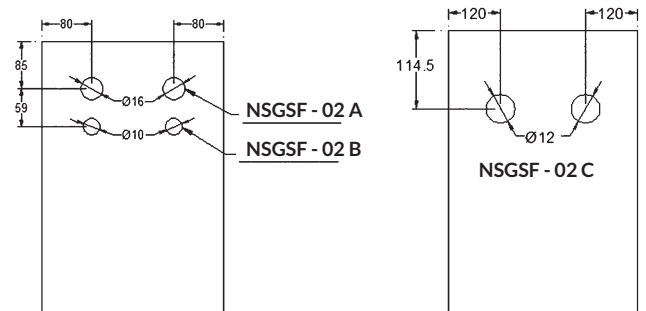 80 80
85
Ø16
59
NSGSF - 02 A
Ø10
NSGSF - 02 B
120 120
114.5
Ø12
NSGSF - 02 C